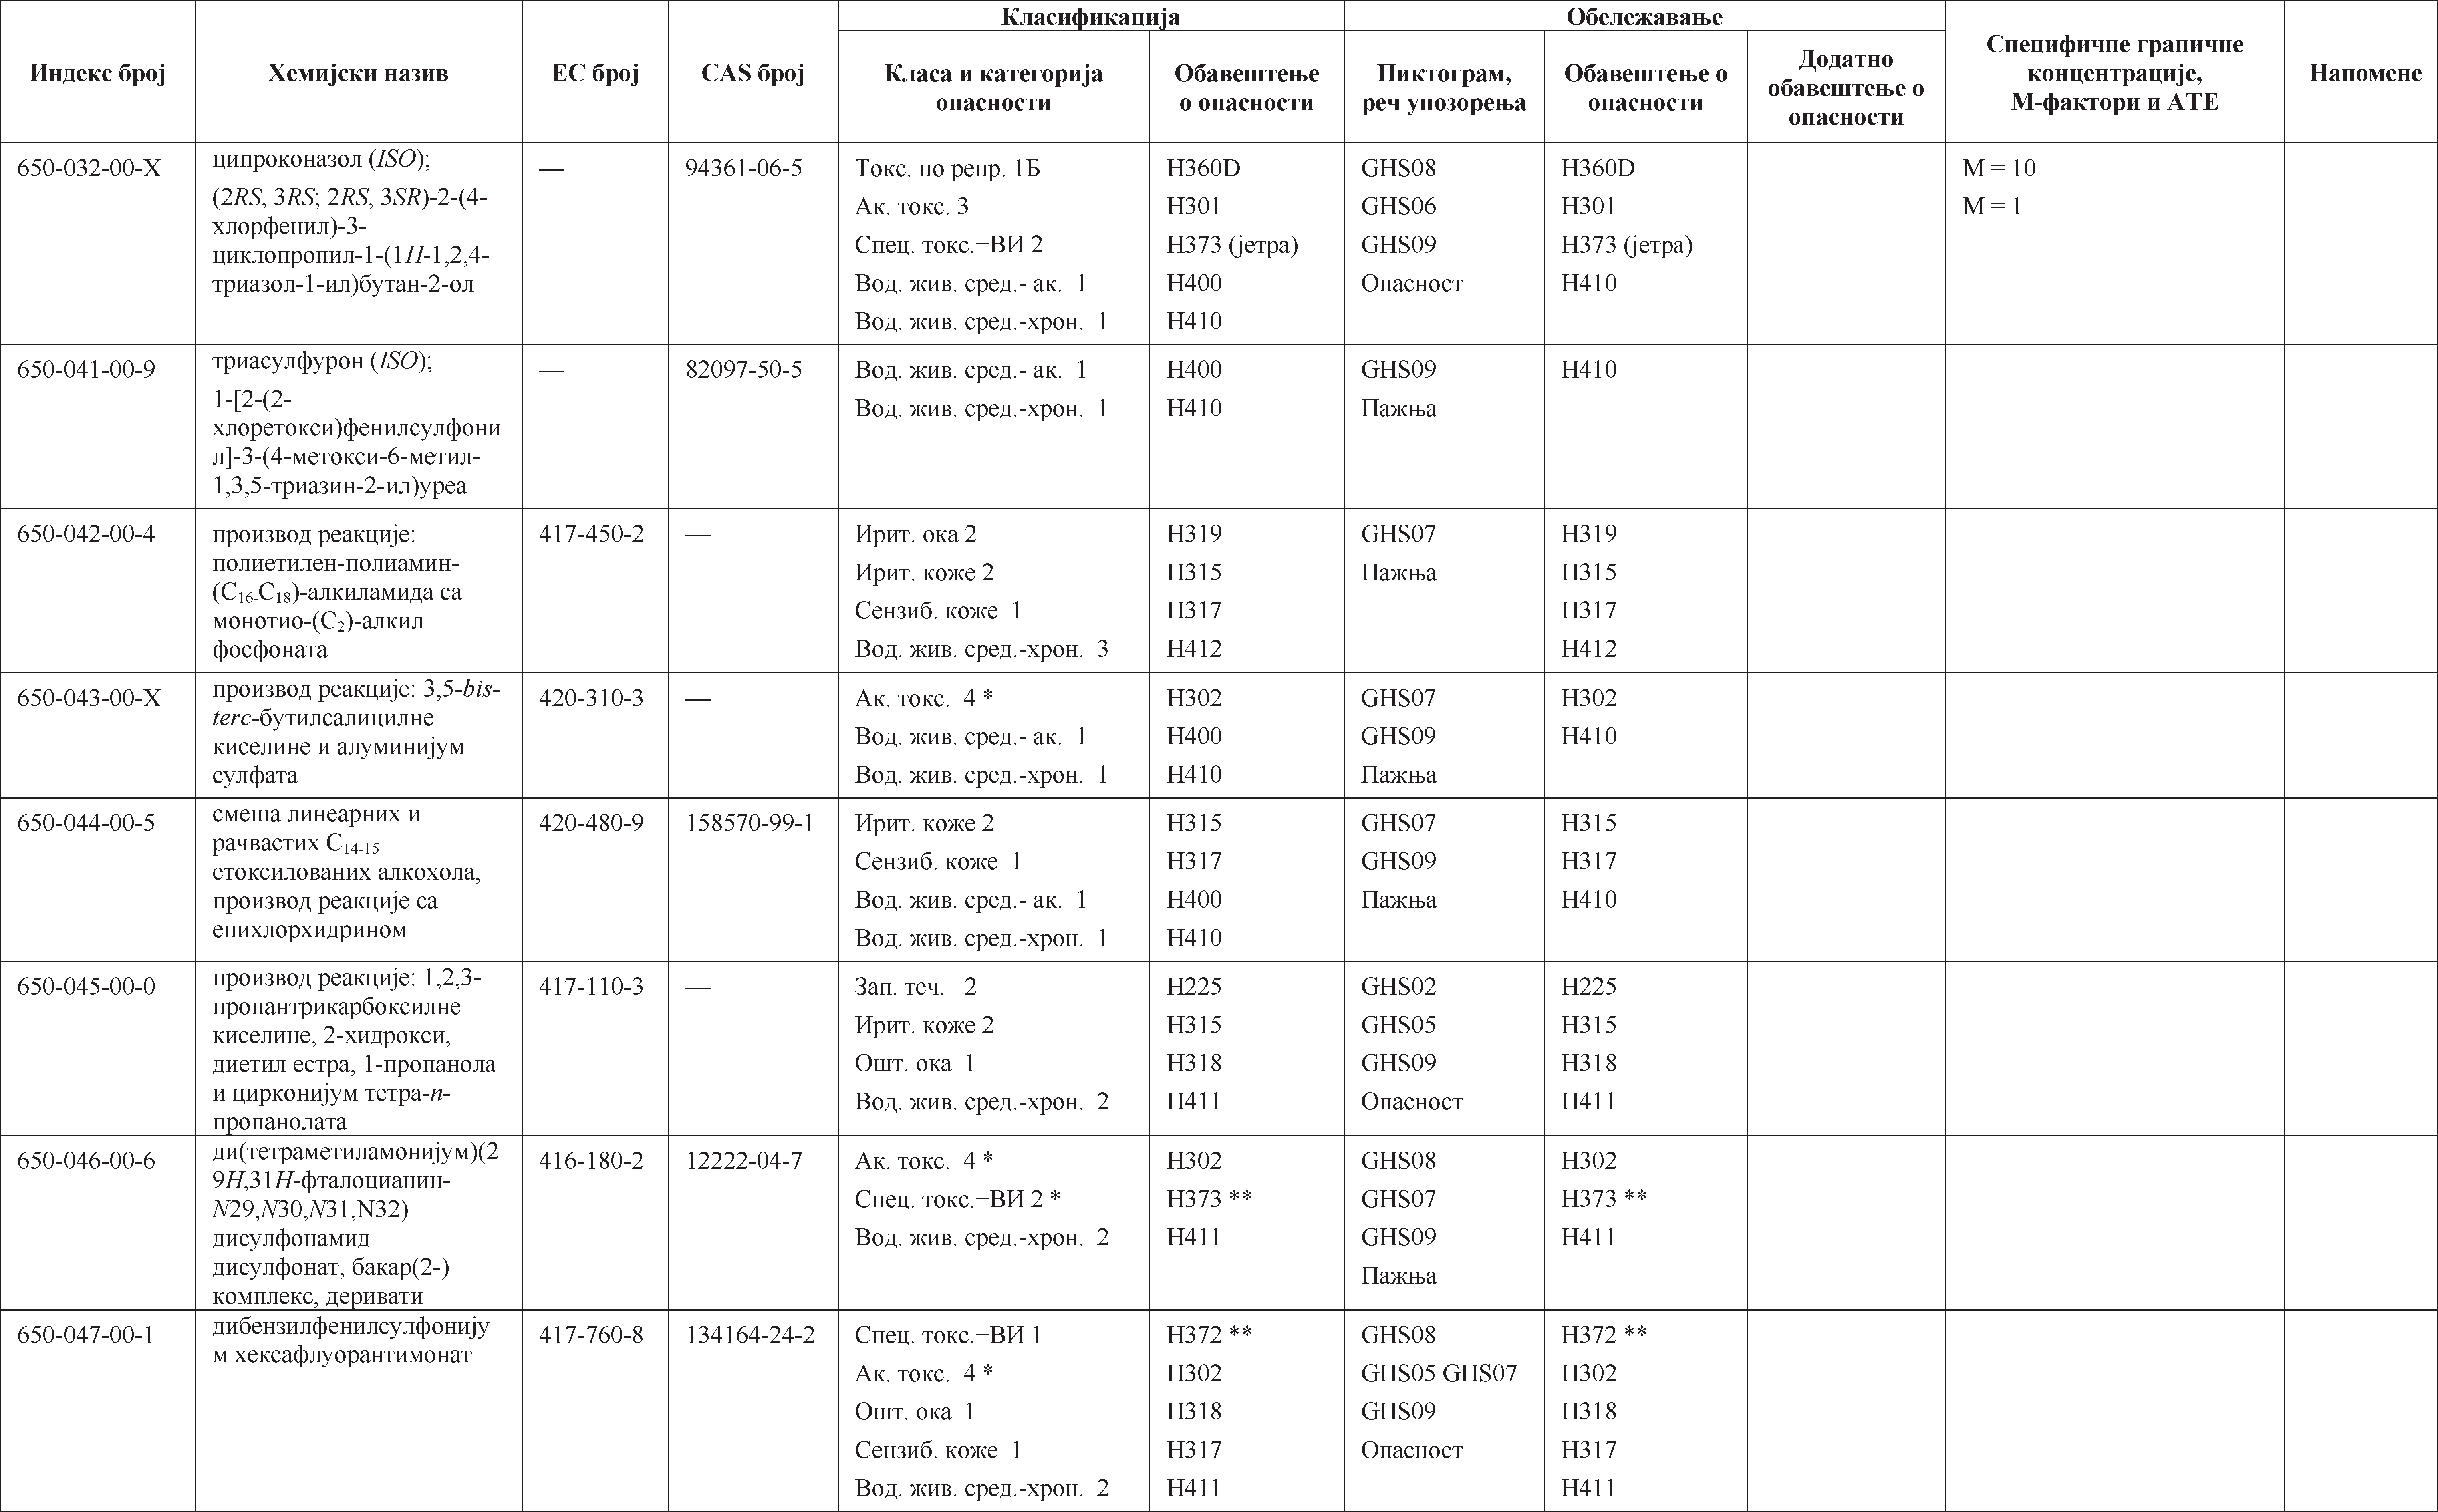 Класификација
Обележавање
Индекс број
Хемијски назив
ЕС број
CAS број
Класа и категорија
опасности
Обавештење
о опасности
Пиктограм,
реч упозорења
Обавештење о
опасности
Додатно
обавештење о
опасности
Специфичне граничне
концентрације,
М-фактори и АТЕ
Напомене
650-032-00-X
ципроконазол (ISO);
(2RS, 3RS; 2RS, 3SR)-2-(4-
хлорфенил)-3-
циклопропил-1-(1H-1,2,4-
триазол-1-ил)бутан-2-ол
—
94361-06-5
Токс. по репр. 1Б
Ак. токс. 3
Спец. токс.−ВИ 2
Вод. жив. сред.- ак. 1
Вод. жив. сред.-хрон. 1
H360D
H301
H373 (јетра)
H400
H410
GHS08
GHS06
GHS09
Опасност
H360D
H301
H373 (јетра)
H410
M = 10
M = 1
650-041-00-9
триасулфурон (ISO);
1-[2-(2-
хлоретокси)фенилсулфони
л]-3-(4-метокси-6-метил-
1,3,5-триазин-2-ил)уреа
—
82097-50-5
Вод. жив. сред.- ак. 1
Вод. жив. сред.-хрон. 1
H400
H410
GHS09
Пажња
H410
650-042-00-4
производ реакције:
полиетилен-полиамин-
(C16-C18)-алкиламида са
монотио-(C2)-алкил
фосфоната
417-450-2
—
Ирит. ока 2
Ирит. коже 2
Сензиб. коже 1
Вод. жив. сред.-хрон. 3
H319
H315
H317
H412
GHS07
Пажња
H319
H315
H317
H412
650-043-00-X
производ реакције: 3,5-bis-
terc-бутилсалицилне
киселине и алуминијум
сулфата
420-310-3
—
Ак. токс. 4 *
Вод. жив. сред.- ак. 1
Вод. жив. сред.-хрон. 1
H302
H400
H410
GHS07
GHS09
Пажња
H302
H410
650-044-00-5
смеша линеарних и
рачвастих C14-15
етоксилованих алкохола,
производ реакције са
епихлорхидрином
420-480-9
158570-99-1
Ирит. коже 2
Сензиб. коже 1
Вод. жив. сред.- ак. 1
Вод. жив. сред.-хрон. 1
H315
H317
H400
H410
GHS07
GHS09
Пажња
H315
H317
H410
650-045-00-0
производ реакције: 1,2,3-
пропантрикарбоксилне
киселине, 2-хидрокси,
диетил естра, 1-пропанола
и цирконијум тетра-n-
пропанолата
417-110-3
—
Зап. теч. 2
Ирит. коже 2
Ошт. ока 1
Вод. жив. сред.-хрон. 2
H225
H315
H318
H411
GHS02
GHS05
GHS09
Опасност
H225
H315
H318
H411
650-046-00-6
ди(тетраметиламонијум)(2
9H,31H-фталоцианин-
N29,N30,N31,N32)
дисулфонамид
дисулфонат, бакар(2-)
комплекс, деривати
416-180-2
12222-04-7
Ак. токс. 4 *
Спец. токс.−ВИ 2 *
Вод. жив. сред.-хрон. 2
H302
H373 **
H411
GHS08
GHS07
GHS09
Пажња
H302
H373 **
H411
650-047-00-1
дибензилфенилсулфонију
м хексафлуорантимонат
417-760-8
134164-24-2
Спец. токс.−ВИ 1
Ак. токс. 4 *
Ошт. ока 1
Сензиб. коже 1
Вод. жив. сред.-хрон. 2
H372 **
H302
H318
H317
H411
GHS08
GHS05 GHS07
GHS09
Опасност
H372 **
H302
H318
H317
H411